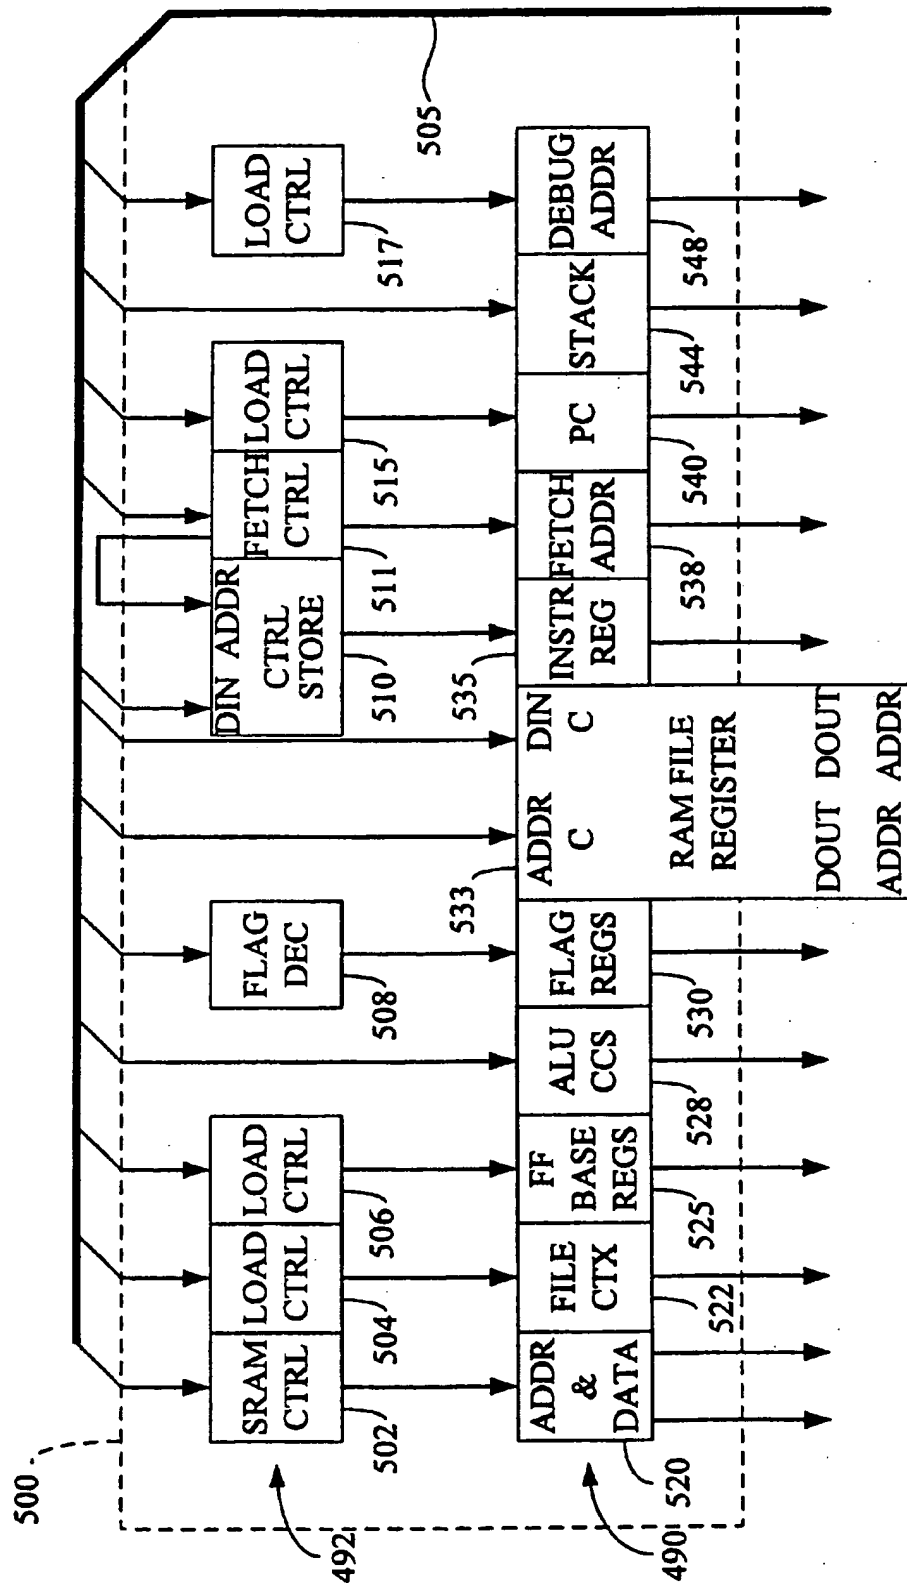 500
492
490
SRAM
CTRL
502
LOAD
CTRL
504
LOAD
CTRL
506
FLAG
DEC
508
DIN ADDR
CTRL
STORE
510
FETCH
CTRL
511
LOAD
CTRL
515
LOAD
CTRL
517
505
ADDR
&
DATA
520
FILE
CTX
522
FF
BASE
REGS
525
ALU
CCS
528
FLAG
REGS
530
533
ADDR DIN
C C
RAM FILE
REGISTER
DOUT DOUT
ADDR ADDR
535
INSTR
REG
FETCH
ADDR
538
PC
540
STACK
544
DEBUG
ADDR
548